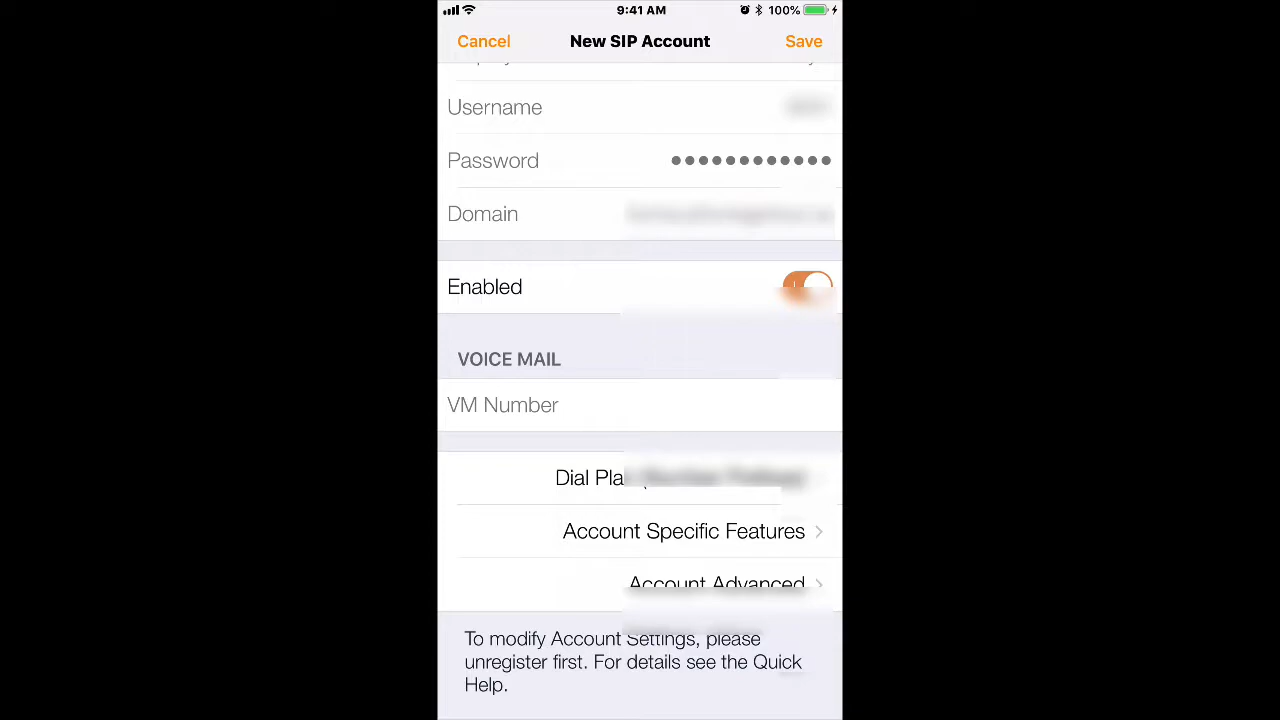 9:41 AM 100%
Cancel New SIP Account Save
Username
Password ●●●●●●●●●●●●
Domain
Enabled
VOICE MAIL
VM Number
Dial
Account Specific Features
Account Advanced
To modify Account Settings, please
unregister first. For details see the Quick
Help.